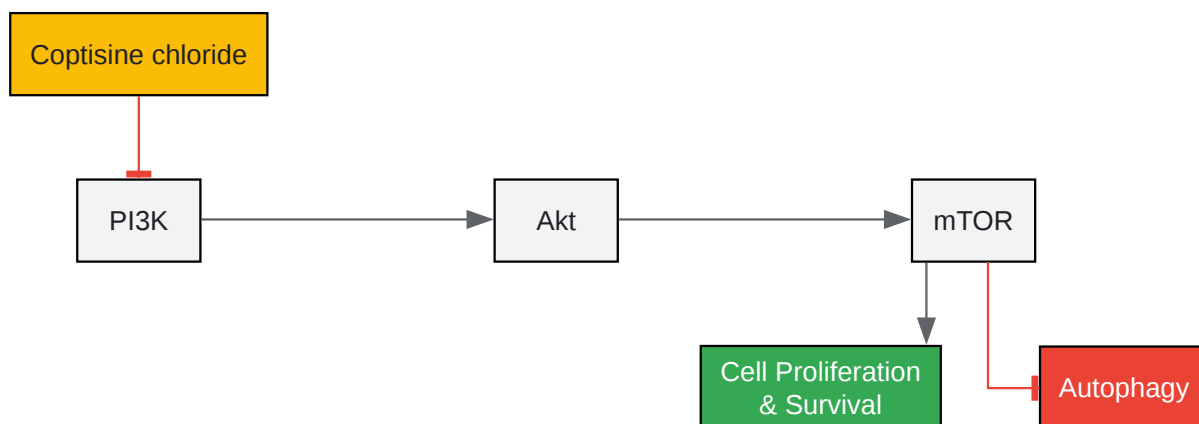 Coptisine chloride
PI3K
Akt
mTOR
Cell Proliferation
& Survival
Autophagy